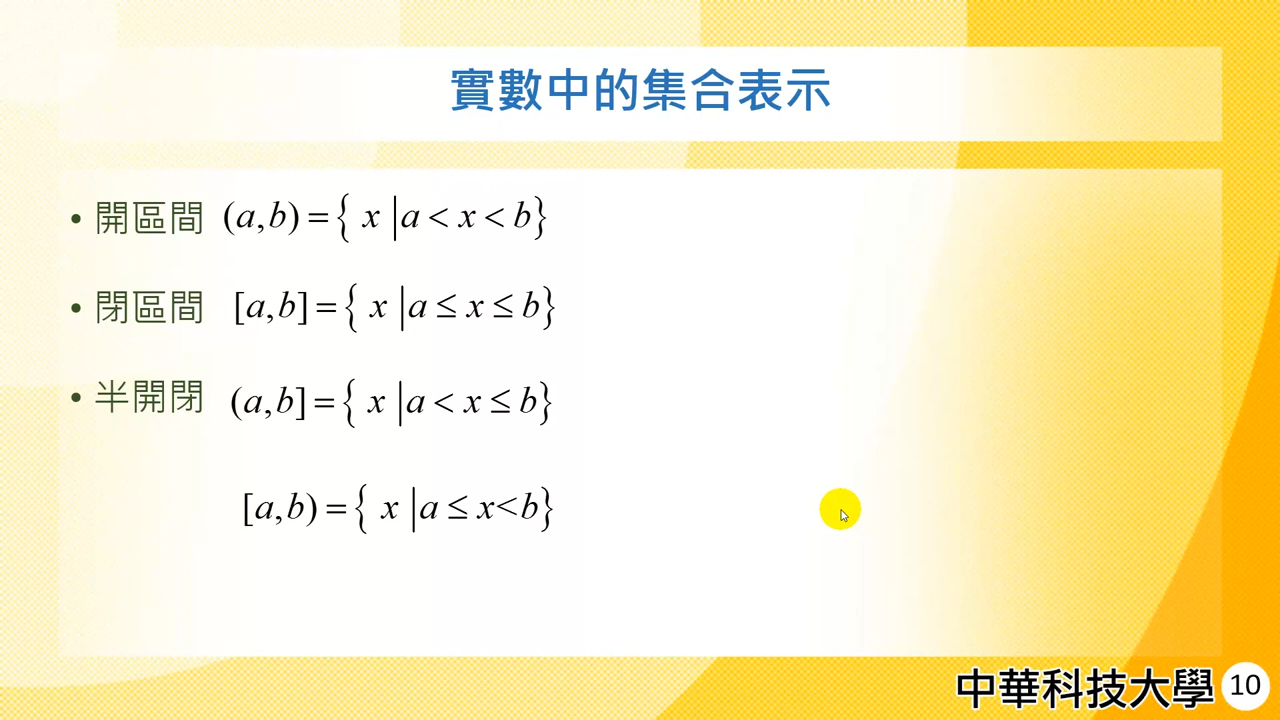 實數中的集合表示
• 開區間 (a,b) = { x | a < x < b}
• 閉區間 [a,b] = { x | a ≤ x ≤ b}
• 半開閉 (a,b] = { x | a < x ≤ b}
[a,b) = { x | a ≤ x < b}
中華科技大學 10